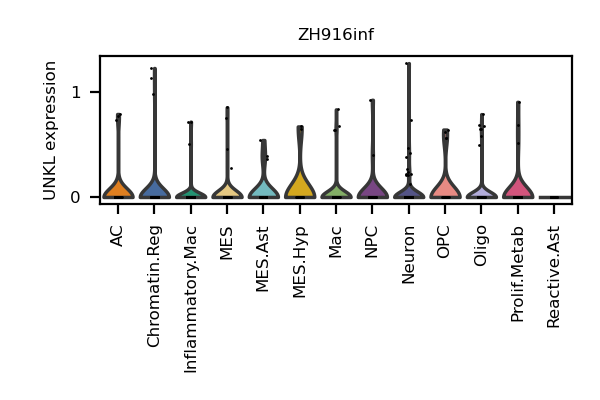 ZH916inf
UNKL expression
1
0
AC
Chromatin.Reg
Inflammatory.Mac
MES
MES.Ast
MES.Hyp
Mac
NPC
Neuron
OPC
Oligo
Prolif.Metab
Reactive.Ast